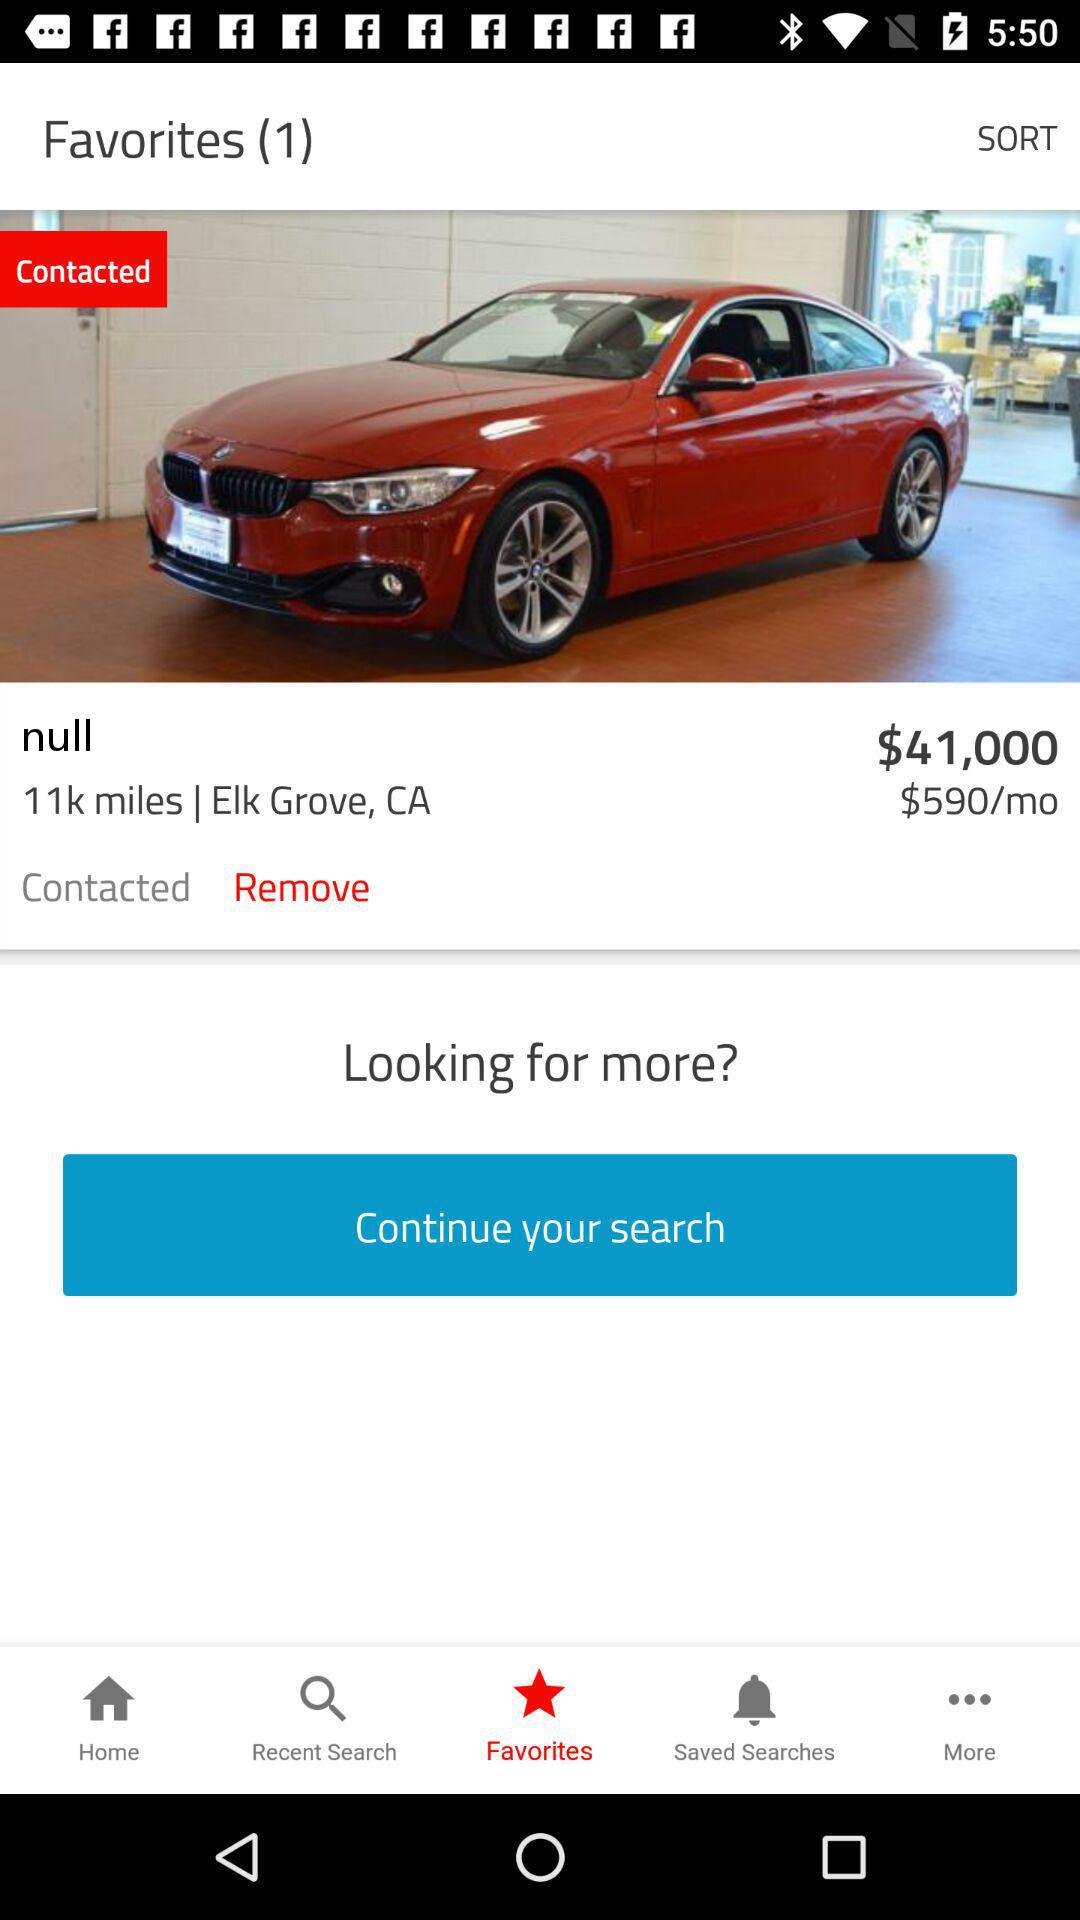 5:50
Favorites (1)
SORT
Contacted
null
$41,000
11k miles | Elk Grove, CA
$590/mo
Contacted Remove
Looking for more?
Continue your search
Home
Recent Search
Favorites
Saved Searches
More